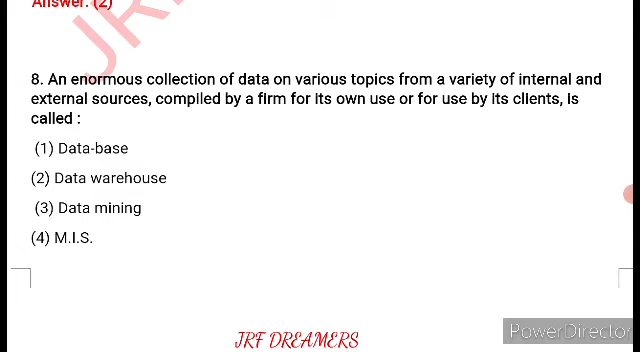 Answer: (2)
8. An enormous collection of data on various topics from a variety of internal and
external sources, compiled by a firm for its own use or for use by its clients, is
called :
(1) Data-base
(2) Data warehouse
(3) Data mining
(4) M.I.S.
JRF DREAMERS
PowerDirector